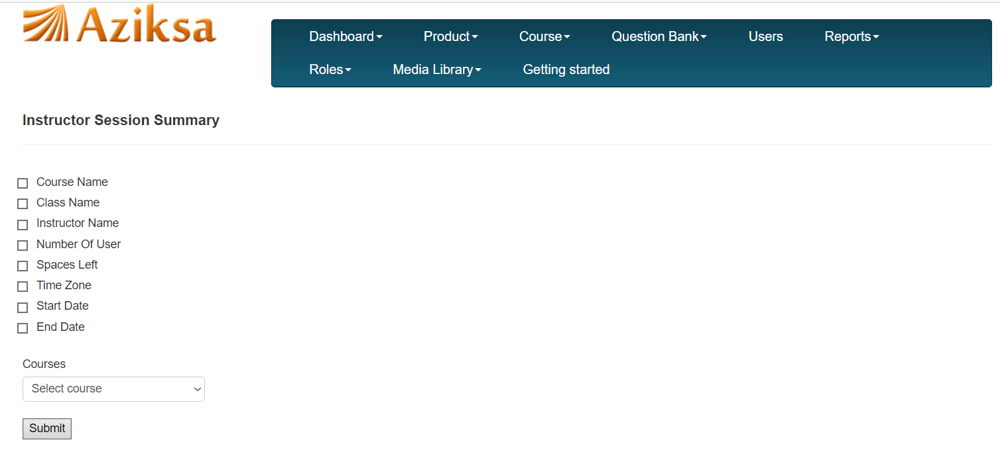 Aziksa
Dashboard Product Course Question Bank Users Reports
Roles Media Library Getting started
Instructor Session Summary
Course Name
Class Name
Instructor Name
Number Of User
Spaces Left
Time Zone
Start Date
End Date
Courses
Select course
Submit